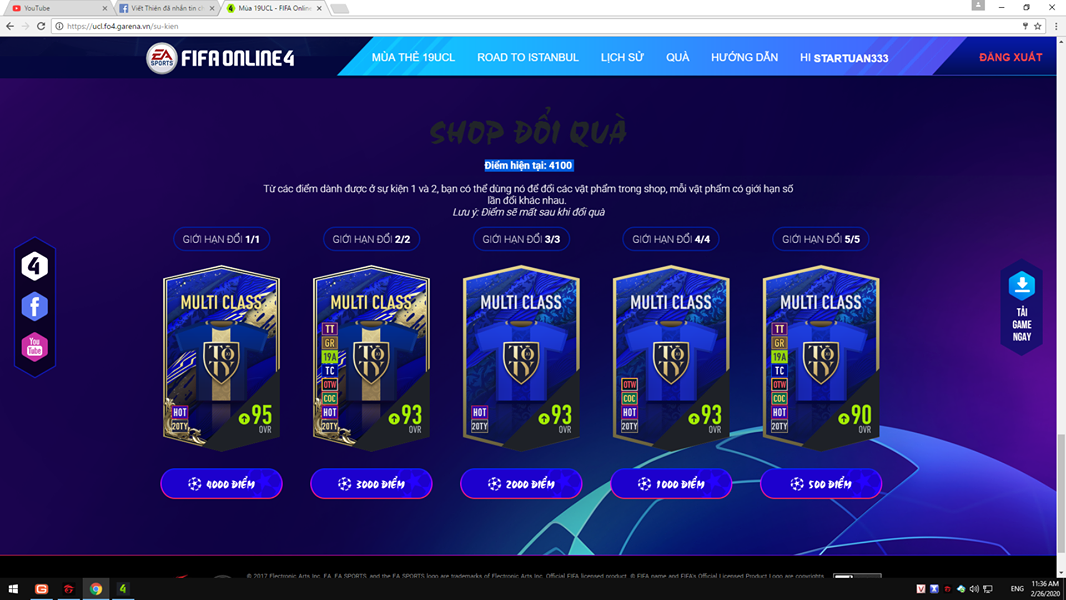 YouTube
Viết Thiên đã nhắn tin ch
Mùa 19UCL - FIFA Online
https://ucl.fo4.garena.vn/su-kien
EA SPORTS FIFA ONLINE 4
MÙA THẺ 19UCL
ROAD TO ISTANBUL
LỊCH SỬ
QUÀ
HƯỚNG DẪN
HI STARTUAN333
ĐĂNG XUẤT
SHOP ĐỔI QUÀ
Điểm hiện tại: 4100
Từ các điểm dành được ở sự kiện 1 và 2, bạn có thể dùng nó để đổi các vật phẩm trong shop, mỗi vật phẩm có giới hạn số
lần đổi khác nhau.
Lưu ý: Điểm sẽ mất sau khi đổi quà
4
f
You
Tube
TẢI
GAME
NGAY
GIỚI HẠN ĐỔI 1/1
MULTI CLASS
HOT
20TY
95
OVR
4000 ĐIỂM
GIỚI HẠN ĐỔI 2/2
MULTI CLASS
TT
GR
19A
TC
OTW
COC
HOT
20TY
93
OVR
3000 ĐIỂM
GIỚI HẠN ĐỔI 3/3
MULTI CLASS
HOT
20TY
93
OVR
2000 ĐIỂM
GIỚI HẠN ĐỔI 4/4
MULTI CLASS
OTW
COC
HOT
20TY
93
OVR
1000 ĐIỂM
GIỚI HẠN ĐỔI 5/5
MULTI CLASS
TT
GR
19A
TC
OTW
COC
HOT
20TY
90
OVR
500 ĐIỂM
© 2017 Electronic Arts Inc. EA, EA SPORTS, and the EA SPORTS logo are trademarks of Electronic Arts Inc. Official FIFA licensed product. © FIFA name and FIFA's Official Licensed Product Logo are copyrights
ENG
11:36 AM
2/26/2020